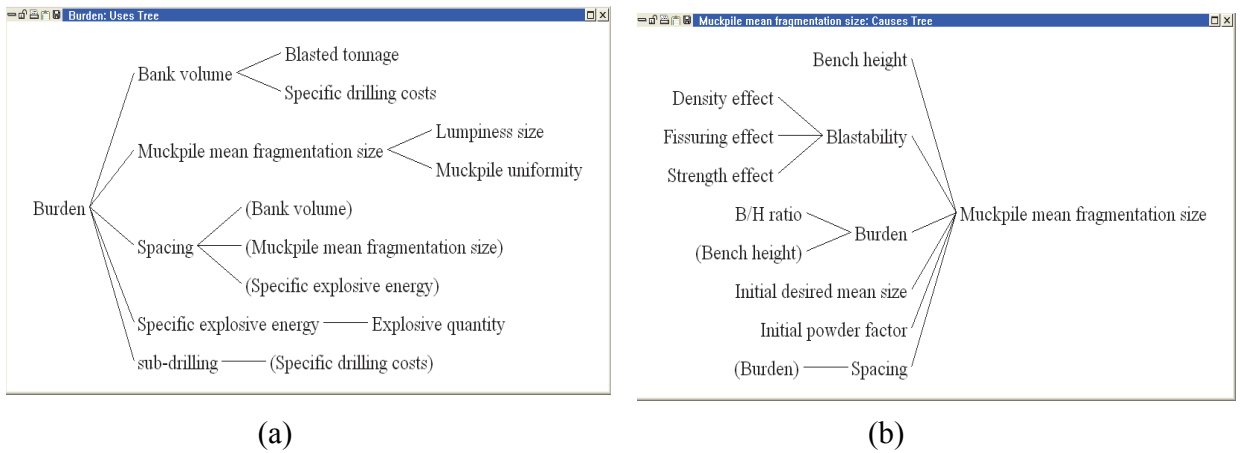 Burden: Uses Tree
Blasted tonnage
Bank volume
Specific drilling costs
Lumpiness size
Muckpile mean fragmentation size
Muckpile uniformity
Burden
(Bank volume)
Spacing
(Muckpile mean fragmentation size)
(Specific explosive energy)
Specific explosive energy
Explosive quantity
sub-drilling
(Specific drilling costs)
(a)
Muckpile mean fragmentation size: Causes Tree
Bench height
Density effect
Fissuring effect
Blastability
Strength effect
B/H ratio
Muckpile mean fragmentation size
Burden
(Bench height)
Initial desired mean size
Initial powder factor
(Burden)
Spacing
(b)